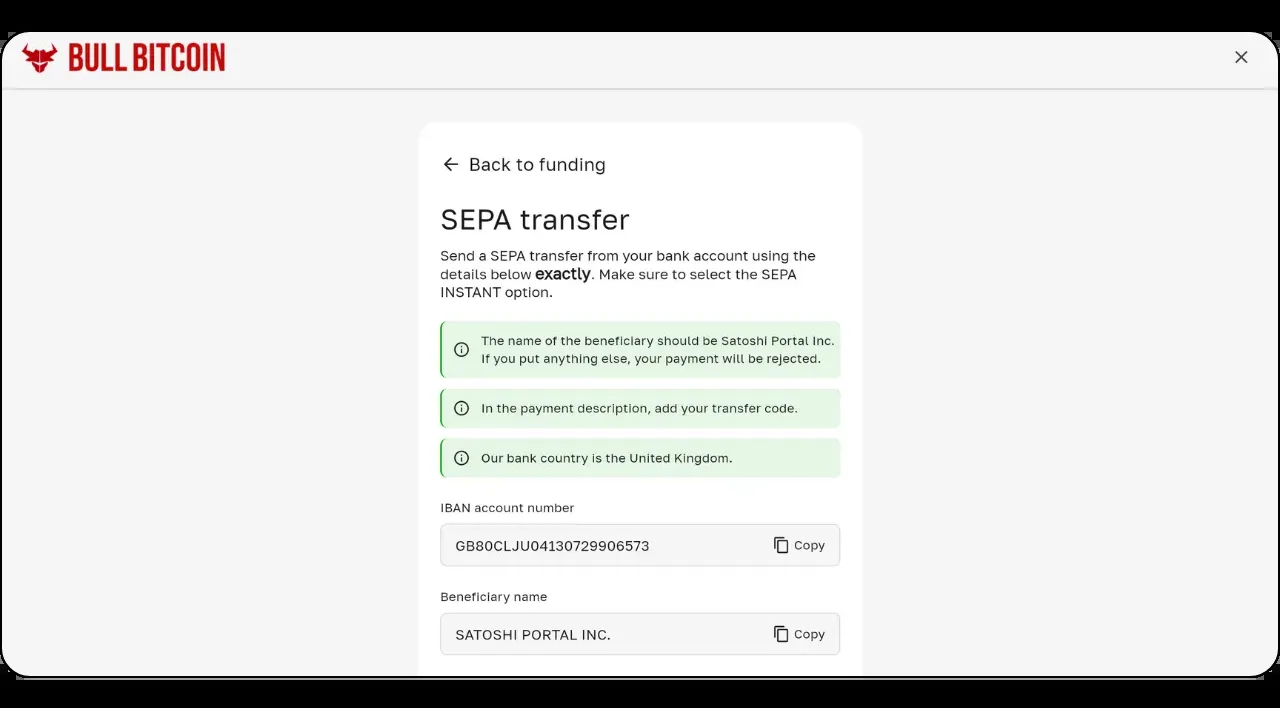 BULL BITCOIN
Back to funding
SEPA transfer
Send a SEPA transfer from your bank account using the
details below exactly. Make sure to select the SEPA
INSTANT option.
The name of the beneficiary should be Satoshi Portal Inc.
If you put anything else, your payment will be rejected.
In the payment description, add your transfer code.
Our bank country is the United Kingdom.
IBAN account number
GB80CLJU04130729906573
Copy
Beneficiary name
SATOSHI PORTAL INC.
Copy